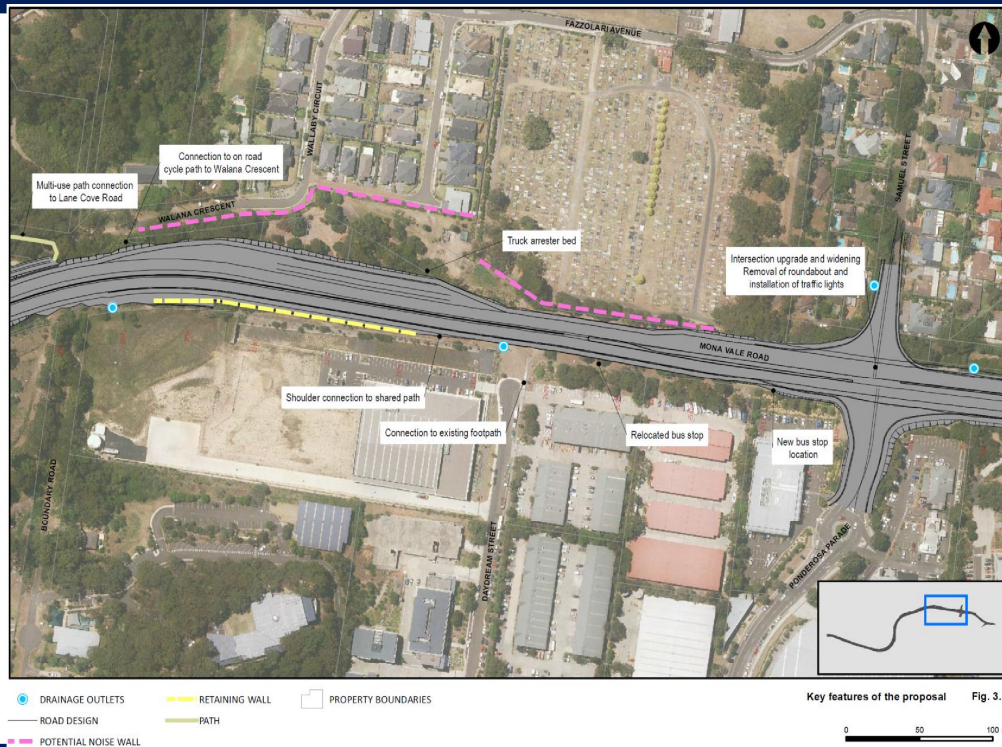 FAZZOLARI AVENUE
WALLABY CIRCUIT
SAMUEL STREET
Connection to on road
cycle path to Walana Crescent
Multi-use path connection
to Lane Cove Road
WALANA CRESCENT
Truck arrester bed
Intersection upgrade and widening
Removal of roundabout and
installation of traffic lights
MONA VALE ROAD
Shoulder connection to shared path
Connection to existing footpath
Relocated bus stop
New bus stop
location
BOUNDARY ROAD
DAYDREAM STREET
PONDEROSA PARADE
DRAINAGE OUTLETS
RETAINING WALL
PROPERTY BOUNDARIES
ROAD DESIGN
PATH
POTENTIAL NOISE WALL
Key features of the proposal Fig. 3.
0 50 100